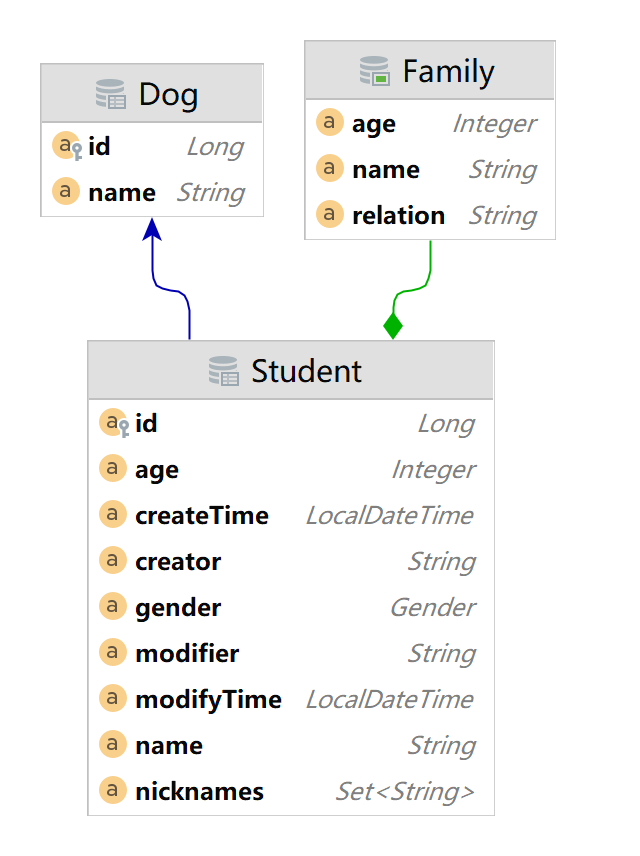 Dog
id Long
name String
Family
age Integer
name String
relation String
Student
id Long
age Integer
createTime LocalDateTime
creator String
gender Gender
modifier String
modifyTime LocalDateTime
name String
nicknames Set<String>